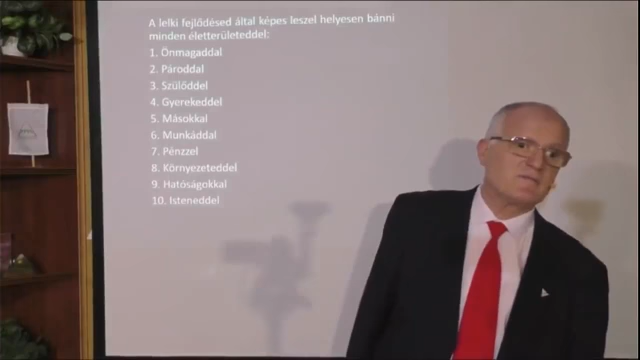 A lelki fejlődésed által képes leszel helyesen bánni
minden életterületeddel:
1. Önmagaddal
2. Pároddal
3. Szülőddel
4. Gyerekeddel
5. Másokkal
6. Munkáddal
7. Pénzzel
8. Környezeteddel
9. Hatóságokkal
10. Isteneddel